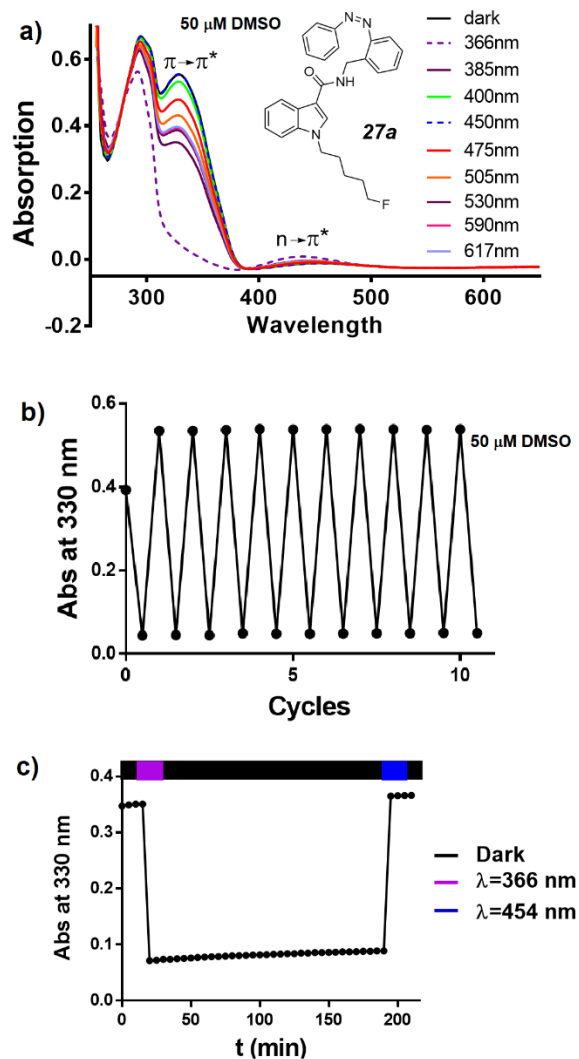 a)
50 μM DMSO
π→π*
n→π*
N=N
O
NH
N
F
27a
dark
366nm
385nm
400nm
450nm
475nm
505nm
530nm
590nm
617nm
Absorption
0.6
0.4
0.2
0.0
-0.2
300 400 500 600
Wavelength
b)
50 μM DMSO
Abs at 330 nm
0.6
0.4
0.2
0.0
0 5 10
Cycles
c)
Abs at 330 nm
0.4
0.3
0.2
0.1
0.0
0 50 100 150 200
t (min)
Dark
λ=366 nm
λ=454 nm